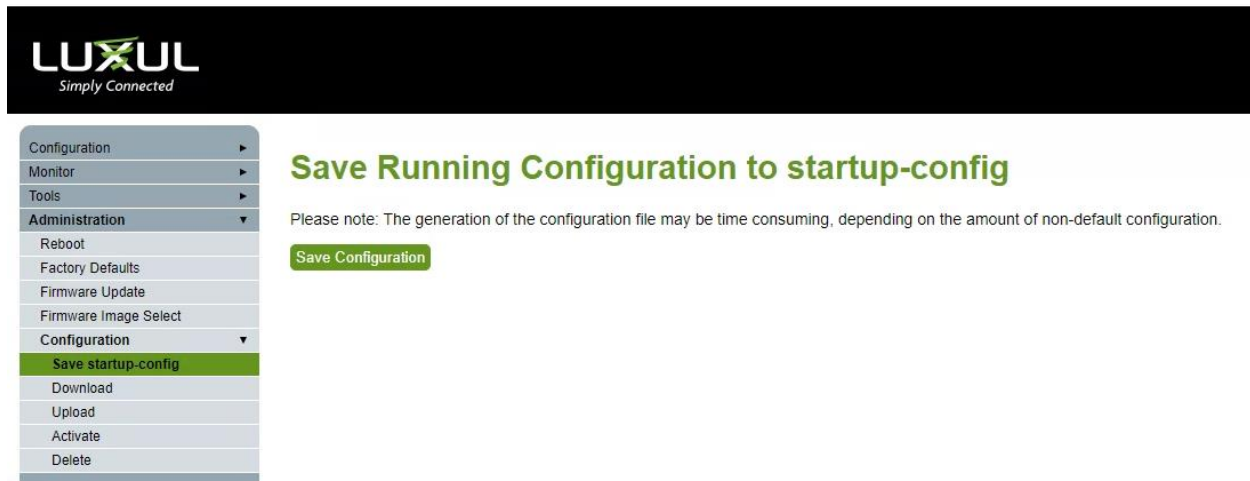 LUXUL
Simply Connected
Configuration
Monitor
Tools
Administration
Reboot
Factory Defaults
Firmware Update
Firmware Image Select
Configuration
Save startup-config
Download
Upload
Activate
Delete
Save Running Configuration to startup-config
Please note: The generation of the configuration file may be time consuming, depending on the amount of non-default configuration.
Save Configuration